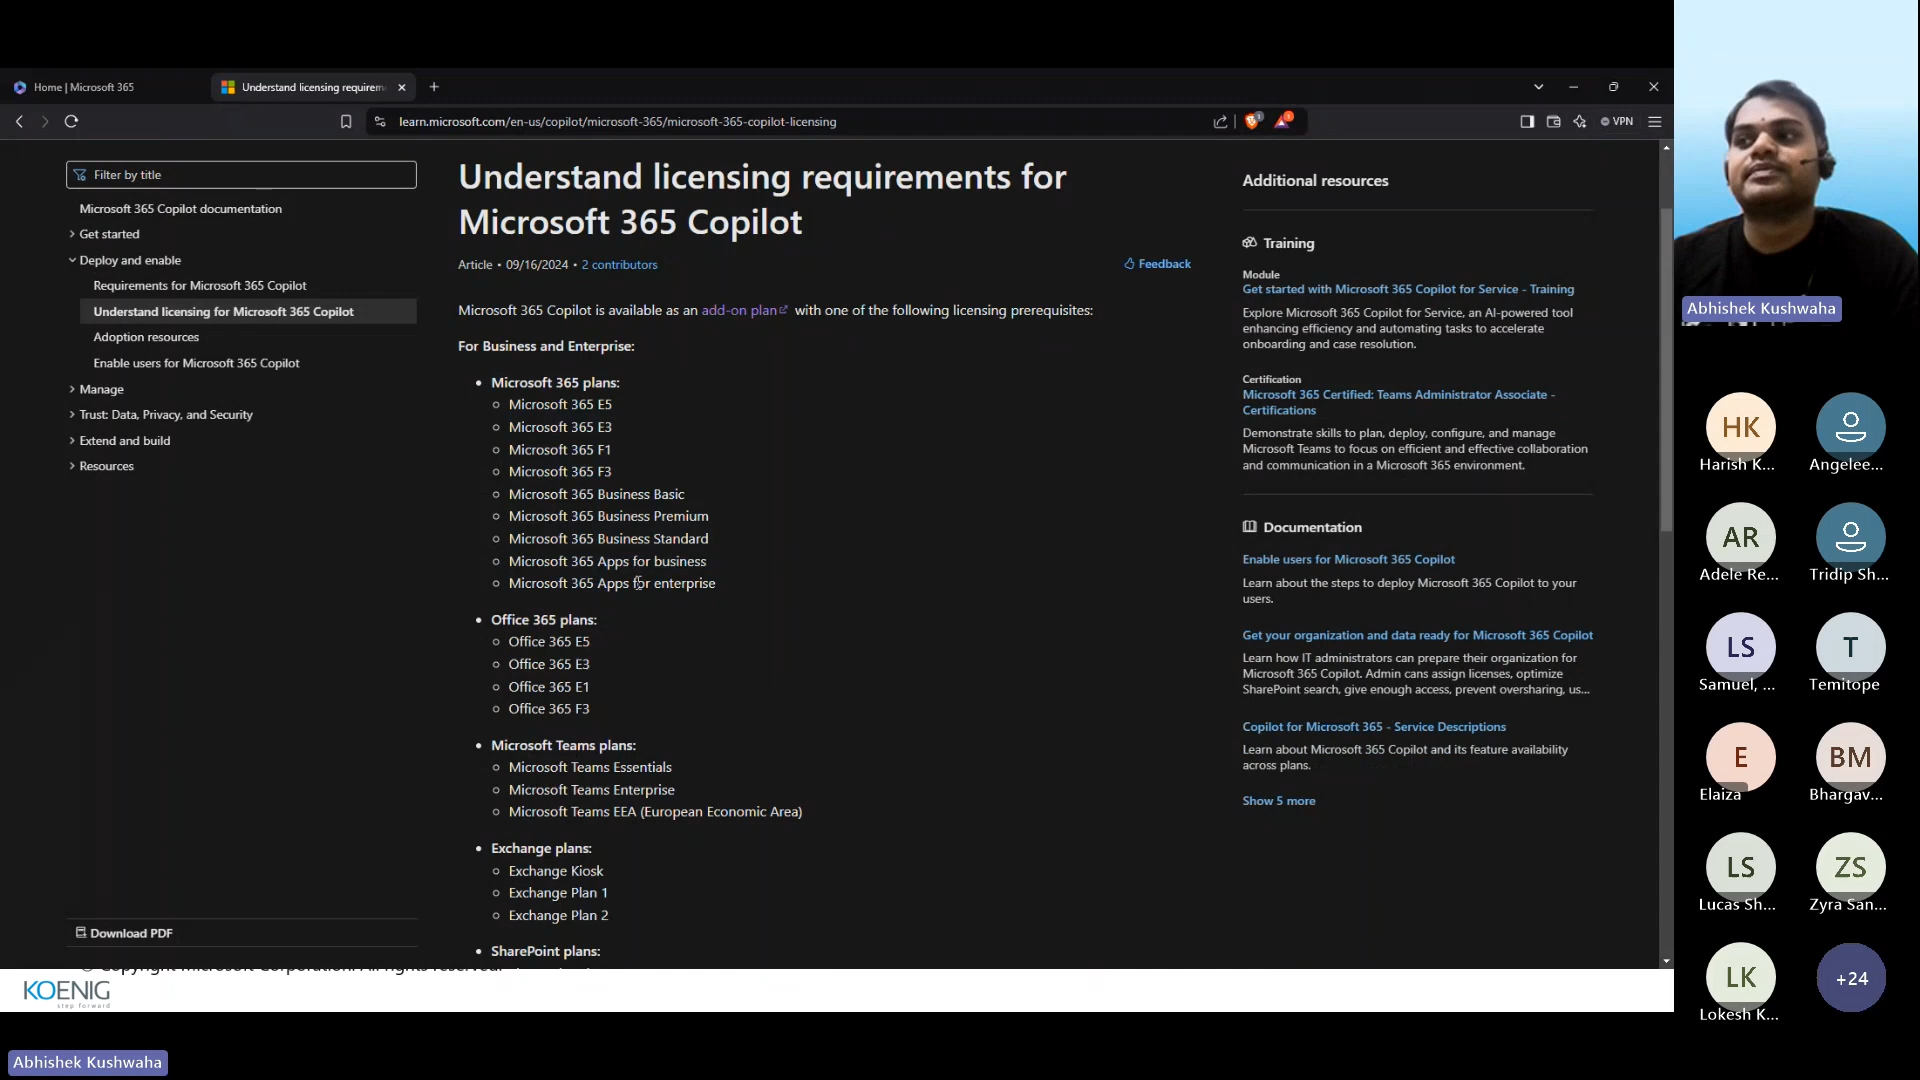 Home | Microsoft 365
Understand licensing requirem
learn.microsoft.com/en-us/copilot/microsoft-365/microsoft-365-copilot-licensing
VPN
Filter by title
Microsoft 365 Copilot documentation
Get started
Deploy and enable
Requirements for Microsoft 365 Copilot
Understand licensing for Microsoft 365 Copilot
Adoption resources
Enable users for Microsoft 365 Copilot
Manage
Trust: Data, Privacy, and Security
Extend and build
Resources
Download PDF
Understand licensing requirements for
Microsoft 365 Copilot
Article • 09/16/2024 • 2 contributors
Feedback
Microsoft 365 Copilot is available as an add-on plan with one of the following licensing prerequisites:
For Business and Enterprise:
• Microsoft 365 plans:
Microsoft 365 E5
Microsoft 365 E3
Microsoft 365 F1
Microsoft 365 F3
Microsoft 365 Business Basic
Microsoft 365 Business Premium
Microsoft 365 Business Standard
Microsoft 365 Apps for business
Microsoft 365 Apps for enterprise
• Office 365 plans:
Office 365 E5
Office 365 E3
Office 365 E1
Office 365 F3
• Microsoft Teams plans:
Microsoft Teams Essentials
Microsoft Teams Enterprise
Microsoft Teams EEA (European Economic Area)
• Exchange plans:
Exchange Kiosk
Exchange Plan 1
Exchange Plan 2
• SharePoint plans:
Additional resources
Training
Module
Get started with Microsoft 365 Copilot for Service - Training
Explore Microsoft 365 Copilot for Service, an AI-powered tool
enhancing efficiency and automating tasks to accelerate
onboarding and case resolution.
Certification
Microsoft 365 Certified: Teams Administrator Associate -
Certifications
Demonstrate skills to plan, deploy, configure, and manage
Microsoft Teams to focus on efficient and effective collaboration
and communication in a Microsoft 365 environment.
Documentation
Enable users for Microsoft 365 Copilot
Learn about the steps to deploy Microsoft 365 Copilot to your
users.
Get your organization and data ready for Microsoft 365 Copilot
Learn how IT administrators can prepare their organization for
Microsoft 365 Copilot. Admin cans assign licenses, optimize
SharePoint search, give enough access, prevent oversharing, us...
Copilot for Microsoft 365 - Service Descriptions
Learn about Microsoft 365 Copilot and its feature availability
across plans.
Show 5 more
© Copyright Microsoft Corporation. All rights reserved.
KOENIG
step forward
Abhishek Kushwaha
Abhishek Kushwaha
HK
Harish K...
Angelee...
AR
Adele Re...
Tridip Sh...
LS
Samuel, ...
T
Temitope
E
Elaiza
BM
Bhargav...
LS
Lucas Sh...
ZS
Zyra San...
LK
Lokesh K...
+24